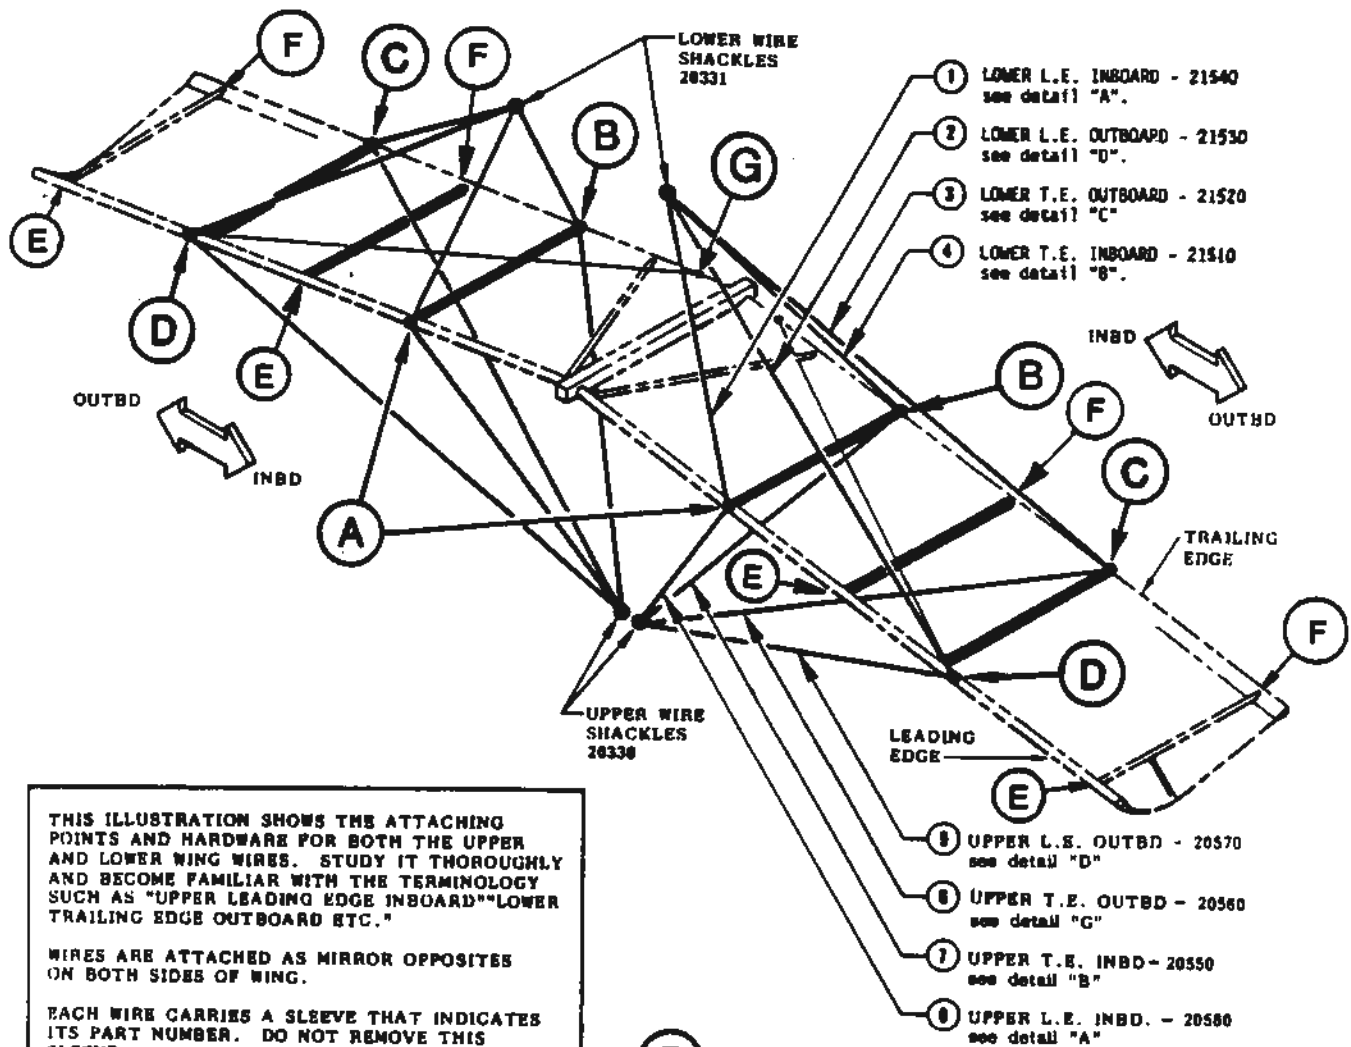 F
C
F
LOWER WIRE
SHACKLES
20331
B
G
1 LOWER L.E. INBOARD - 21540
see detail "A".
2 LOWER L.E. OUTBOARD - 21530
see detail "D".
3 LOWER T.E. OUTBOARD - 21520
see detail "C"
4 LOWER T.E. INBOARD - 21510
see detail "B".
E
D
E
INBD
OUTBD
B
F
OUTBD
INBD
C
A
TRAILING
EDGE
E
F
D
UPPER WIRE
SHACKLES
20330
LEADING
EDGE
E
5 UPPER L.E. OUTBD - 20570
see detail "D"
6 UPPER T.E. OUTBD - 20560
see detail "C"
7 UPPER T.E. INBD - 20550
see detail "B"
8 UPPER L.E. INBD. - 20580
see detail "A"
THIS ILLUSTRATION SHOWS THE ATTACHING
POINTS AND HARDWARE FOR BOTH THE UPPER
AND LOWER WING WIRES. STUDY IT THOROUGHLY
AND BECOME FAMILIAR WITH THE TERMINOLOGY
SUCH AS "UPPER LEADING EDGE INBOARD""LOWER
TRAILING EDGE OUTBOARD ETC."
WIRES ARE ATTACHED AS MIRROR OPPOSITES
ON BOTH SIDES OF WING.
EACH WIRE CARRIES A SLEEVE THAT INDICATES
ITS PART NUMBER. DO NOT REMOVE THIS